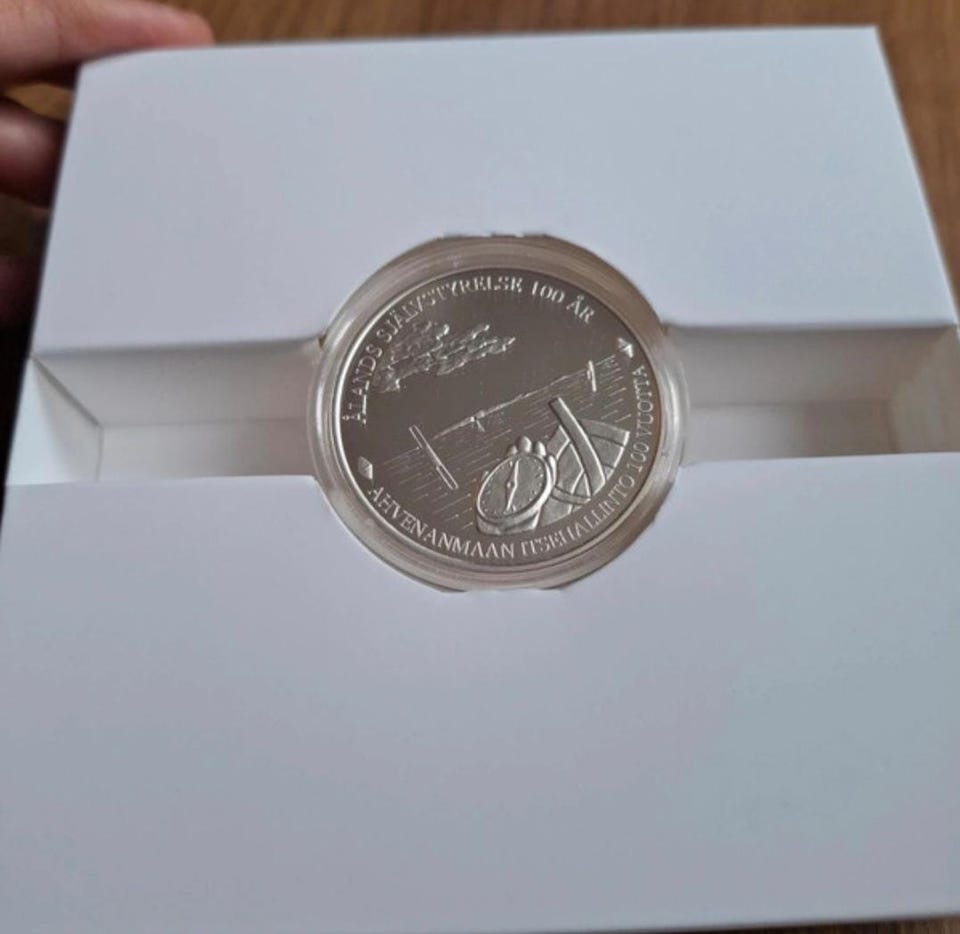 ÅLANDS SJÄLVSTYRELSE 100 ÅR
AHVENANMAAN ITSEHALLINTO 100 VUOTTA